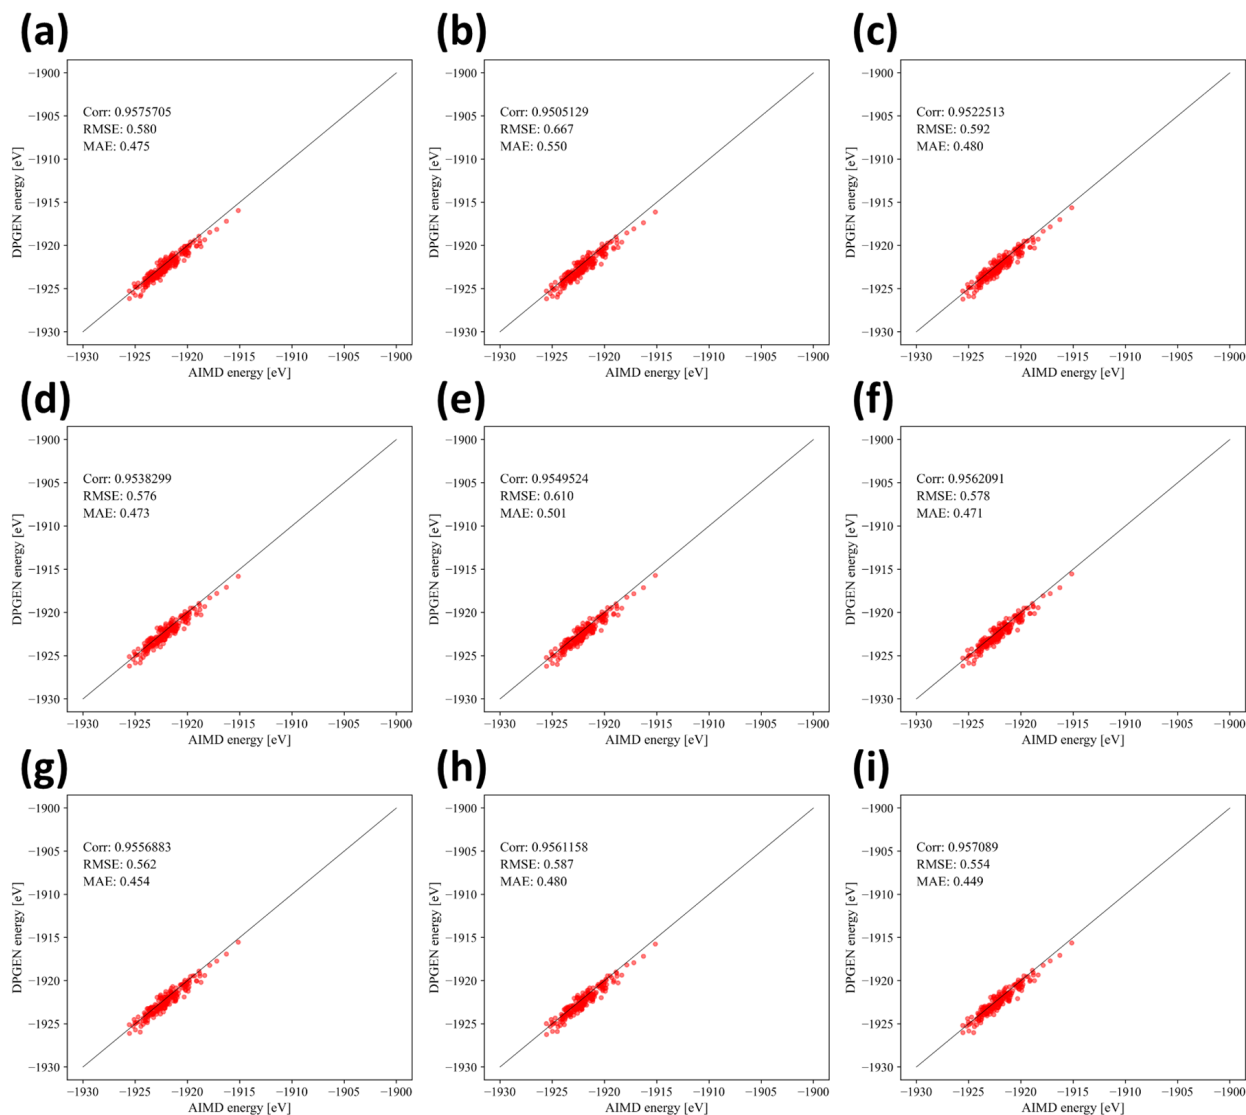 (a)
−1900
−1905
−1910
−1915
−1920
−1925
−1930
DPGEN energy [eV]
Corr: 0.9575705
RMSE: 0.580
MAE: 0.475
−1930 −1925 −1920 −1915 −1910 −1905 −1900
AIMD energy [eV]
(b)
−1900
−1905
−1910
−1915
−1920
−1925
−1930
DPGEN energy [eV]
Corr: 0.9505129
RMSE: 0.667
MAE: 0.550
−1930 −1925 −1920 −1915 −1910 −1905 −1900
AIMD energy [eV]
(c)
−1900
−1905
−1910
−1915
−1920
−1925
−1930
DPGEN energy [eV]
Corr: 0.9522513
RMSE: 0.592
MAE: 0.480
−1930 −1925 −1920 −1915 −1910 −1905 −1900
AIMD energy [eV]
(d)
−1900
−1905
−1910
−1915
−1920
−1925
−1930
DPGEN energy [eV]
Corr: 0.9538299
RMSE: 0.576
MAE: 0.473
−1930 −1925 −1920 −1915 −1910 −1905 −1900
AIMD energy [eV]
(e)
−1900
−1905
−1910
−1915
−1920
−1925
−1930
DPGEN energy [eV]
Corr: 0.9549524
RMSE: 0.610
MAE: 0.501
−1930 −1925 −1920 −1915 −1910 −1905 −1900
AIMD energy [eV]
(f)
−1900
−1905
−1910
−1915
−1920
−1925
−1930
DPGEN energy [eV]
Corr: 0.9562091
RMSE: 0.578
MAE: 0.471
−1930 −1925 −1920 −1915 −1910 −1905 −1900
AIMD energy [eV]
(g)
−1900
−1905
−1910
−1915
−1920
−1925
−1930
DPGEN energy [eV]
Corr: 0.9556883
RMSE: 0.562
MAE: 0.454
−1930 −1925 −1920 −1915 −1910 −1905 −1900
AIMD energy [eV]
(h)
−1900
−1905
−1910
−1915
−1920
−1925
−1930
DPGEN energy [eV]
Corr: 0.9561158
RMSE: 0.587
MAE: 0.480
−1930 −1925 −1920 −1915 −1910 −1905 −1900
AIMD energy [eV]
(i)
−1900
−1905
−1910
−1915
−1920
−1925
−1930
DPGEN energy [eV]
Corr: 0.957089
RMSE: 0.554
MAE: 0.449
−1930 −1925 −1920 −1915 −1910 −1905 −1900
AIMD energy [eV]